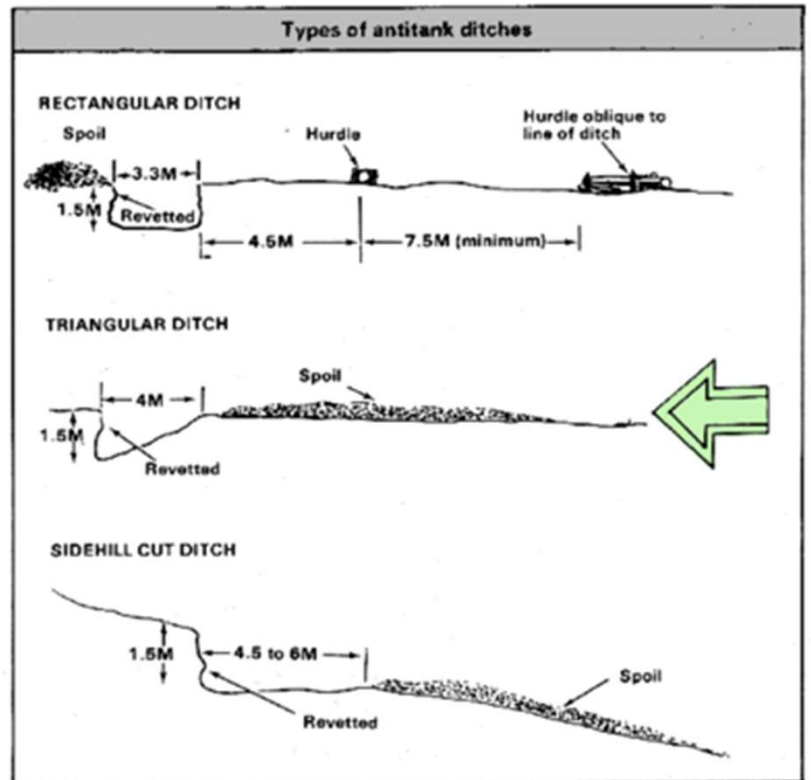 Types of antitank ditches
RECTANGULAR DITCH
Spoil
Hurdle
Hurdle oblique to
line of ditch
3.3M
1.5M
Revetted
4.5M
7.5M (minimum)
TRIANGULAR DITCH
Spoil
4M
1.5M
Revetted
SIDEHILL CUT DITCH
1.5M
4.5 to 6M
Spoil
Revetted